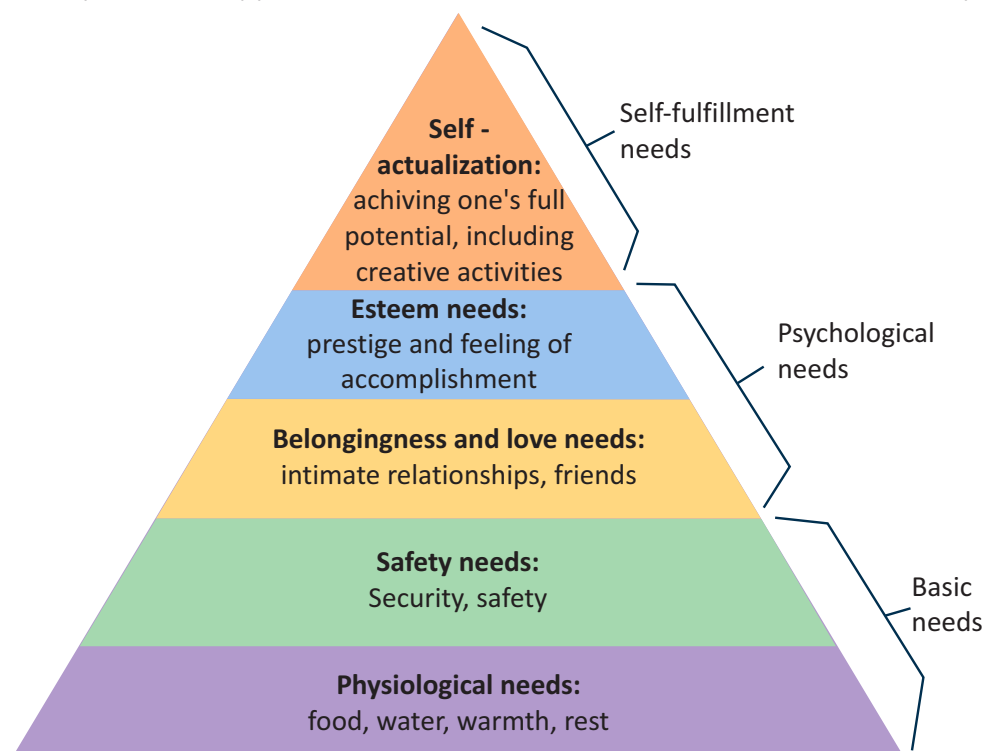 Self -
actualization:
achiving one's full
potential, including
creative activities
Self-fulfillment
needs
Esteem needs:
prestige and feeling of
accomplishment
Psychological
needs
Belongingness and love needs:
intimate relationships, friends
Safety needs:
Security, safety
Basic
needs
Physiological needs:
food, water, warmth, rest